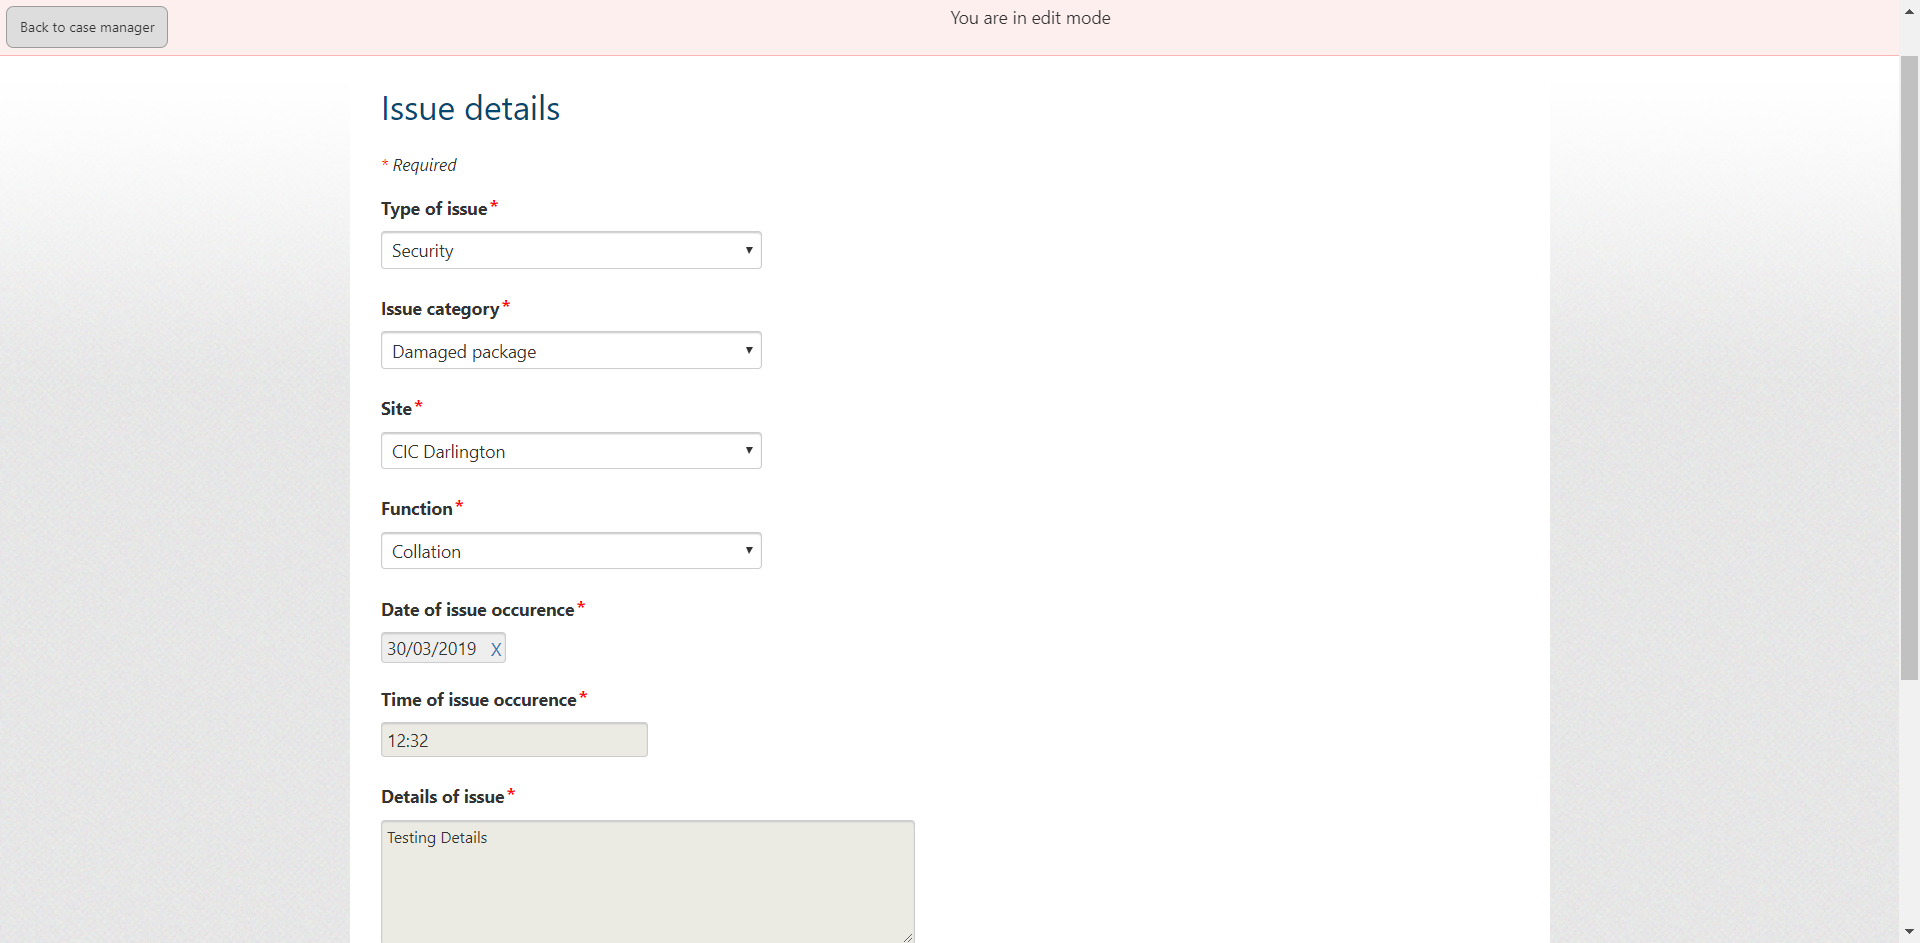 Back to case manager
You are in edit mode
Issue details
* Required
Type of issue*
Security
Issue category*
Damaged package
Site*
CIC Darlington
Function*
Collation
Date of issue occurence*
30/03/2019 X
Time of issue occurence*
12:32
Details of issue*
Testing Details